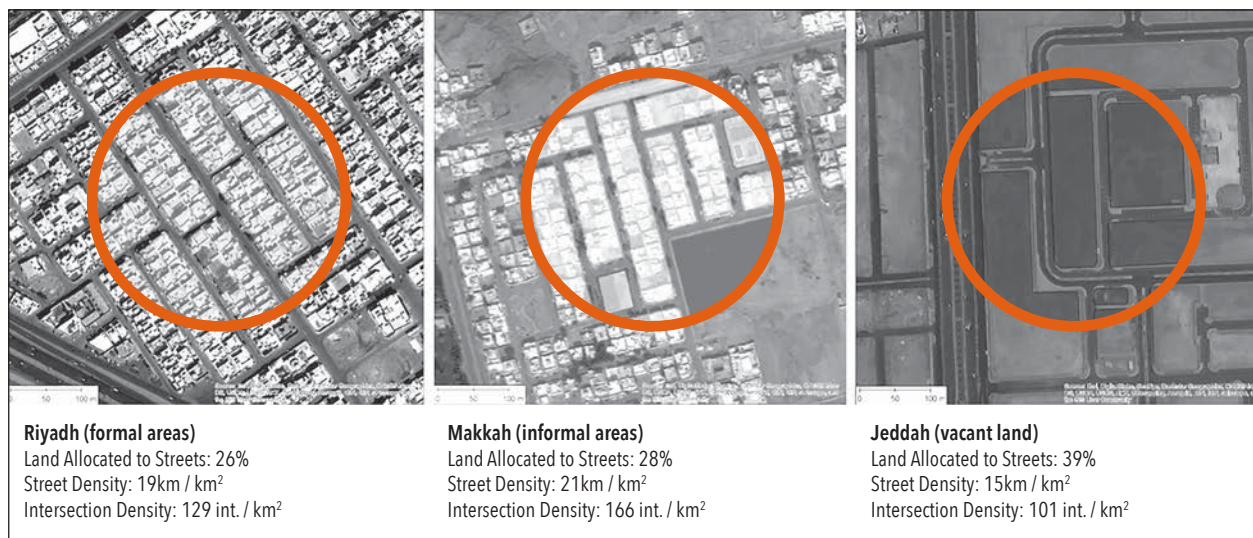 Riyadh (formal areas)
Land Allocated to Streets: 26%
Street Density: 19km / km²
Intersection Density: 129 int. / km²
Makkah (informal areas)
Land Allocated to Streets: 28%
Street Density: 21km / km²
Intersection Density: 166 int. / km²
Jeddah (vacant land)
Land Allocated to Streets: 39%
Street Density: 15km / km²
Intersection Density: 101 int. / km²
50 100 m
50 100 m
50 100 m